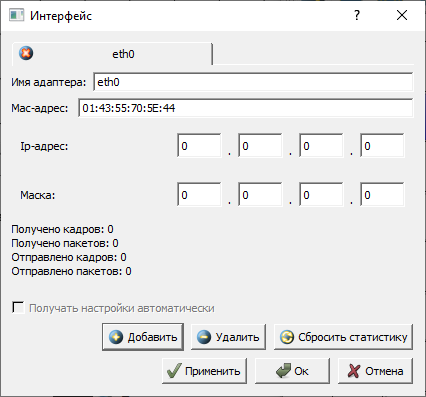 Интерфейс
?
eth0
Имя адаптера: eth0
Mac-адрес: 01:43:55:70:5E:44
Ip-адрес: 0 . 0 . 0 . 0
Маска: 0 . 0 . 0 . 0
Получено кадров: 0
Получено пакетов: 0
Отправлено кадров: 0
Отправлено пакетов: 0
Получать настройки автоматически
Добавить Удалить Сбросить статистику
Применить Ок Отмена